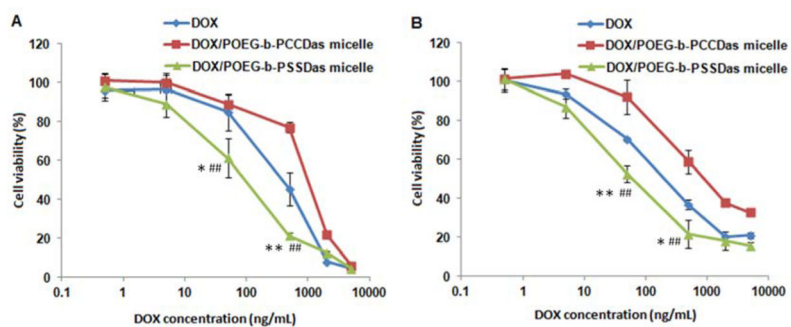 A
DOX
DOX/POEG-b-PCCDas micelle
DOX/POEG-b-PSSDas micelle
Cell viability (%)
120
100
80
60
40
20
0
* ##
** ##
0.1 1 10 100 1000 10000
DOX concentration (ng/mL)
B
DOX
DOX/POEG-b-PCCDas micelle
DOX/POEG-b-PSSDas micelle
Cell viability (%)
120
100
80
60
40
20
0
** ##
* ##
0.1 1 10 100 1000 10000
DOX concentration (ng/mL)